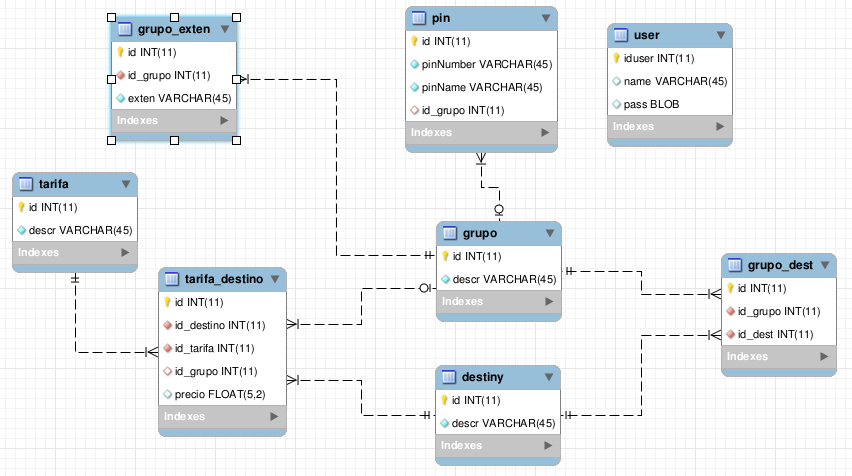 grupo_exten
id INT(11)
id_grupo INT(11)
exten VARCHAR(45)
Indexes
pin
id INT(11)
pinNumber VARCHAR(45)
pinName VARCHAR(45)
id_grupo INT(11)
Indexes
user
iduser INT(11)
name VARCHAR(45)
pass BLOB
Indexes
tarifa
id INT(11)
descr VARCHAR(45)
Indexes
tarifa_destino
id INT(11)
id_destino INT(11)
id_tarifa INT(11)
id_grupo INT(11)
precio FLOAT(5,2)
Indexes
grupo
id INT(11)
descr VARCHAR(45)
Indexes
grupo_dest
id INT(11)
id_grupo INT(11)
id_dest INT(11)
Indexes
destiny
id INT(11)
descr VARCHAR(45)
Indexes